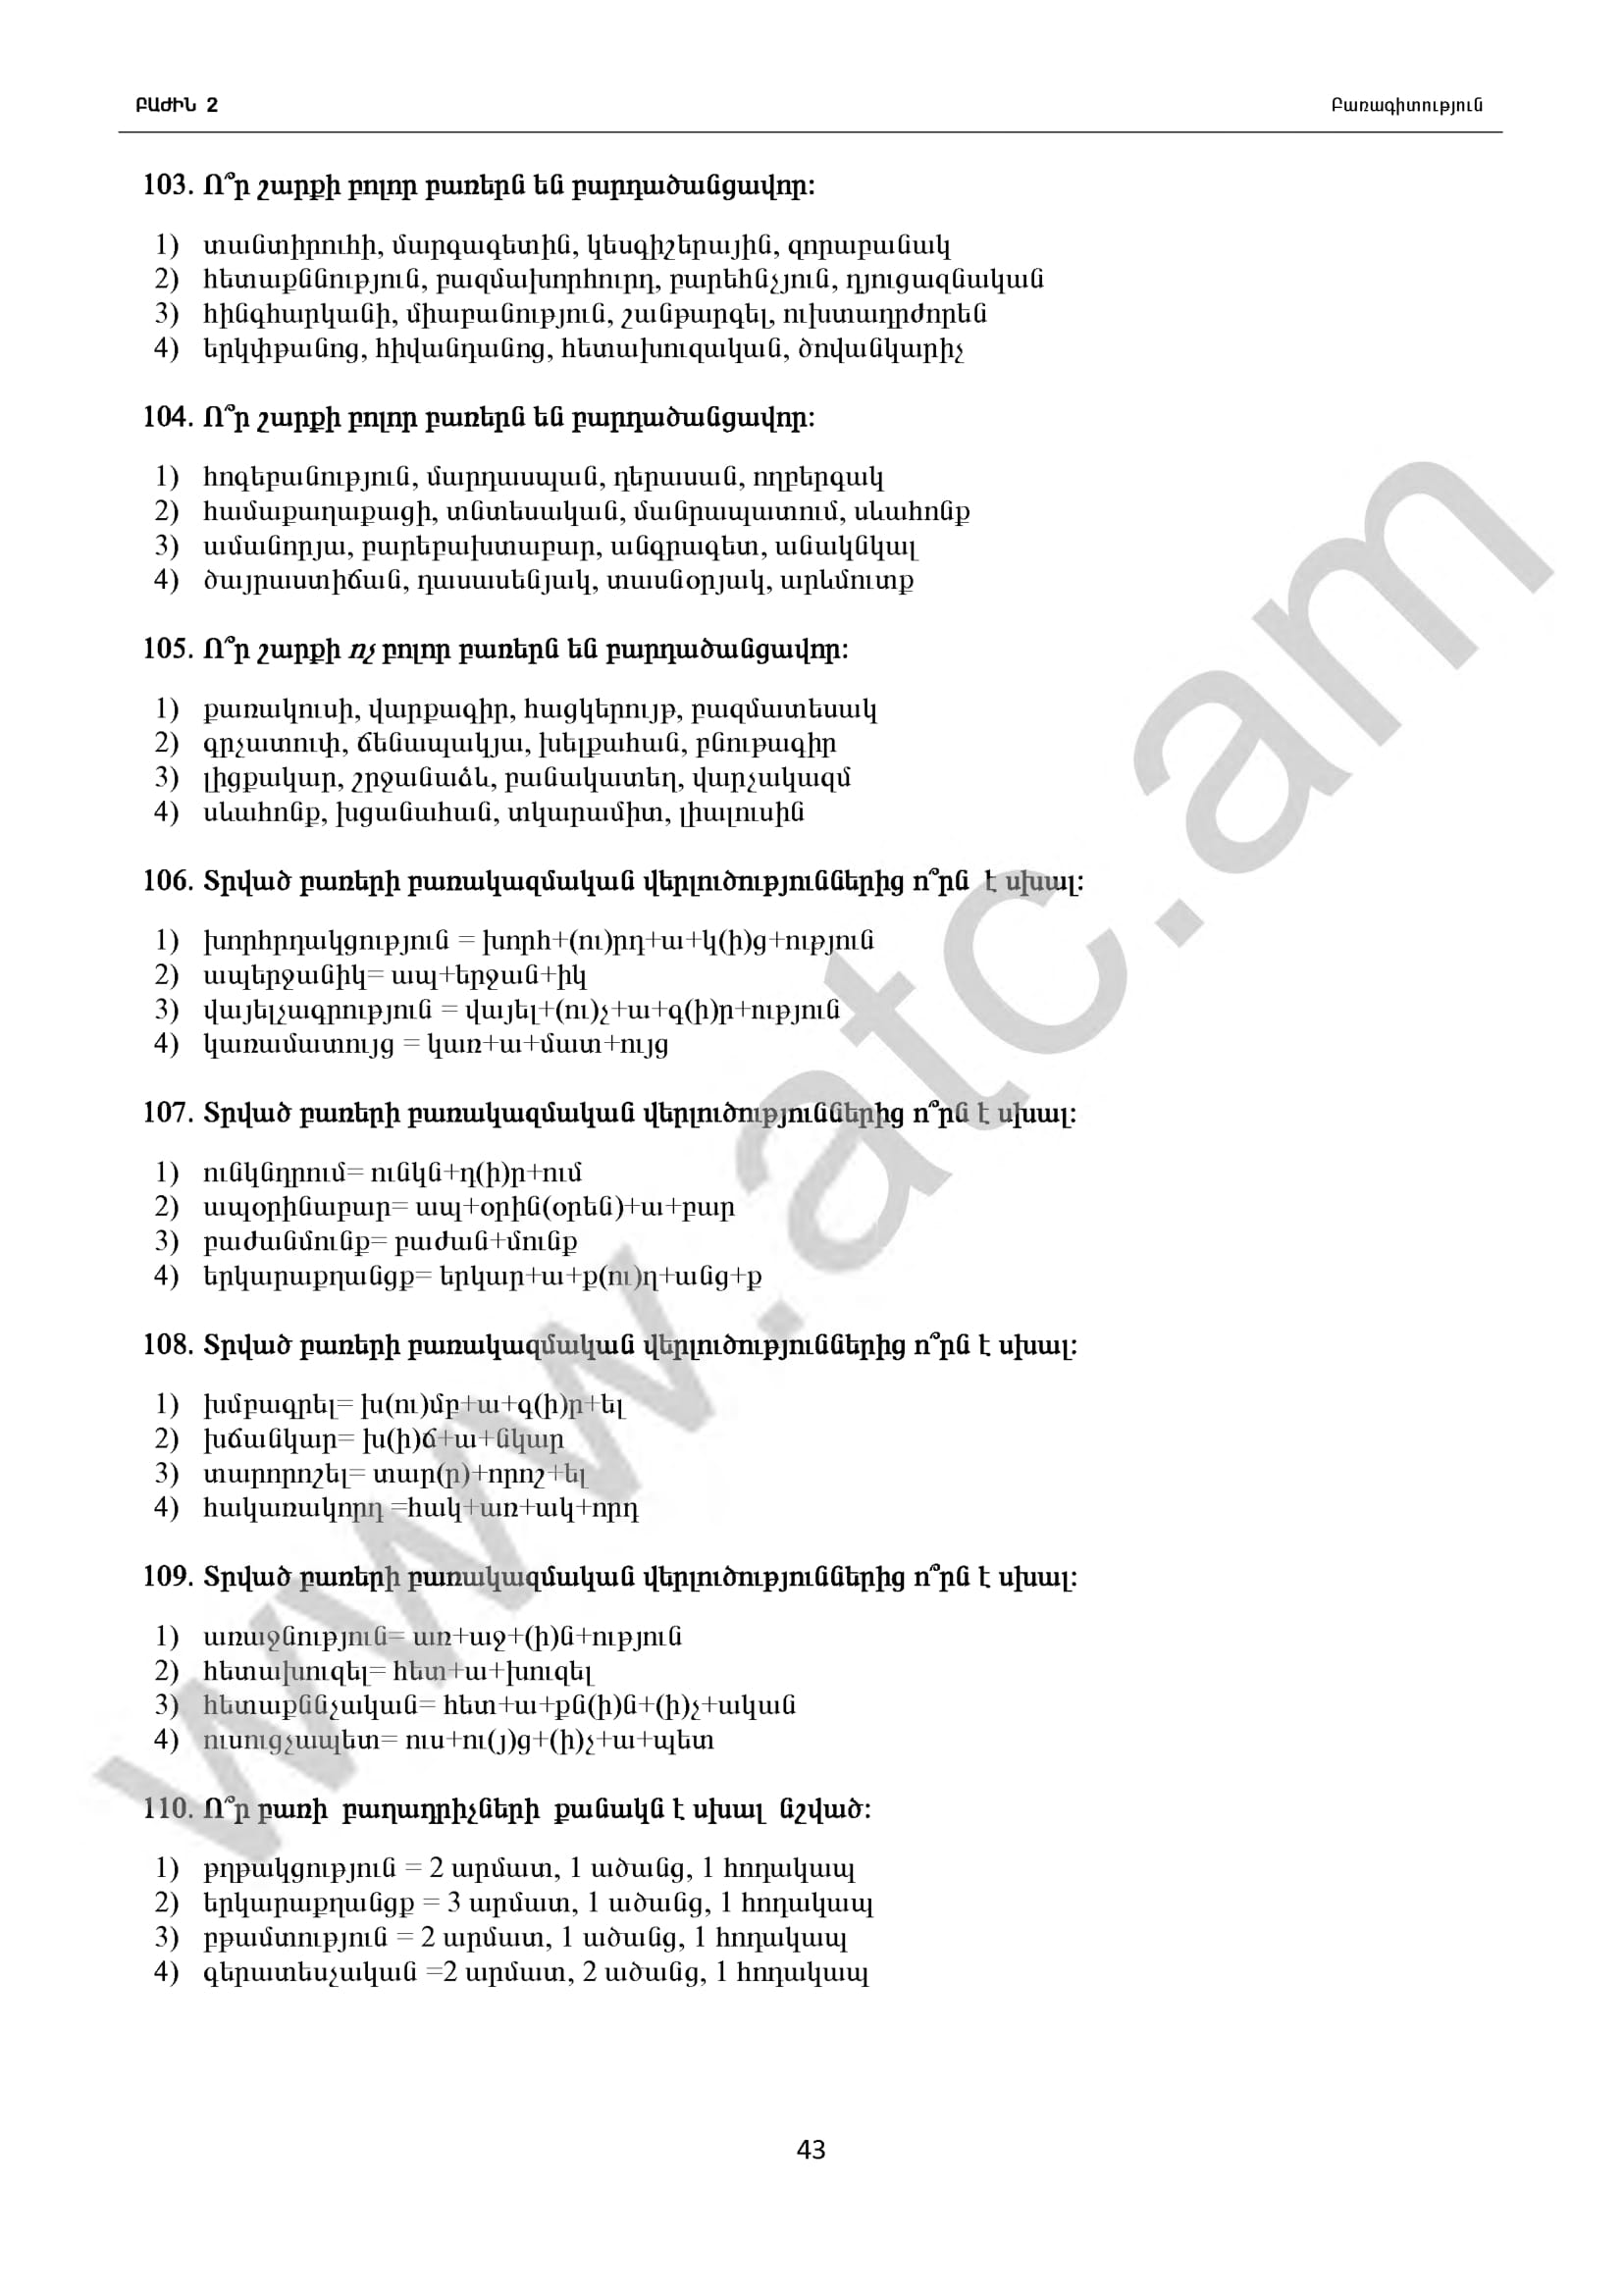 ԲԱԺԻՆ 2
Բառագիտություն
103. Ո՞ր շարքի բոլոր բառերն են բարդածանցավոր:
1) տանտիրուհի, մարգագետին, կեսգիշերային, զորաբանակ
2) հետաքննություն, բազմախորհուրդ, բարեհնչյուն, դյուցազնական
3) հինգհարկանի, միաբանություն, շանթարգել, ուխտադրժորեն
4) երկփթանոց, հիվանդանոց, հետախուզական, ծովանկարիչ
104. Ո՞ր շարքի բոլոր բառերն են բարդածանցավոր:
1) հոգեբանություն, մարդասպան, դերասան, ողբերգակ
2) համաքաղաքացի, տնտեսական, մանրապատում, սևահոնք
3) ամանորյա, բարեբախտաբար, անգրագետ, անակնկալ
4) ծայրաստիճան, դասասենյակ, տասնօրյակ, արևմուտք
105. Ո՞ր շարքի ոչ բոլոր բառերն են բարդածանցավոր:
1) քառակուսի, վարքագիր, հացկերույթ, բազմատեսակ
2) գրչատուփ, ճենապակյա, խելքահան, բնութագիր
3) լիցքակար, շրջանաձև, բանակատեղ, վարչակազմ
4) սևահոնք, խցանահան, տկարամիտ, լիալուսին
106. Տրված բառերի բառակազմական վերլուծություններից ո՞րն է սխալ:
1) խորհրդակցություն = խորհ+(ու)րդ+ա+կ(ի)ց+ություն
2) ապերջանիկ= ապ+երջան+իկ
3) վայելչագրություն = վայել+(ու)չ+ա+գ(ի)ր+ություն
4) կառամատույց = կառ+ա+մատ+ույց
107. Տրված բառերի բառակազմական վերլուծություններից ո՞րն է սխալ:
1) ունկնդրում= ունկն+դ(ի)ր+ում
2) ապօրինաբար= ապ+օրին(օրեն)+ա+բար
3) բաժանմունք= բաժան+մունք
4) երկարաքղանցք= երկար+ա+ք(ու)ղ+անց+ք
108. Տրված բառերի բառակազմական վերլուծություններից ո՞րն է սխալ:
1) խմբագրել= խ(ու)մբ+ա+գ(ի)ր+ել
2) խճանկար= խ(ի)ճ+ա+նկար
3) տարորոշել= տար(ր)+որոշ+ել
4) հակառակորդ =հակ+առ+ակ+որդ
109. Տրված բառերի բառակազմական վերլուծություններից ո՞րն է սխալ:
1) առաջնություն= առ+աջ+(ի)ն+ություն
2) հետախուզել= հետ+ա+խուզել
3) հետաքննչական= հետ+ա+քն(ի)ն+(ի)չ+ական
4) ուսուցչապետ= ուս+ու(յ)ց+(ի)չ+ա+պետ
110. Ո՞ր բառի բաղադրիչների քանակն է սխալ նշված:
1) թղթակցություն = 2 արմատ, 1 ածանց, 1 հոդակապ
2) երկարաքղանցք = 3 արմատ, 1 ածանց, 1 հոդակապ
3) բթամտություն = 2 արմատ, 1 ածանց, 1 հոդակապ
4) գերատեսչական =2 արմատ, 2 ածանց, 1 հոդակապ
43
www.atc.am